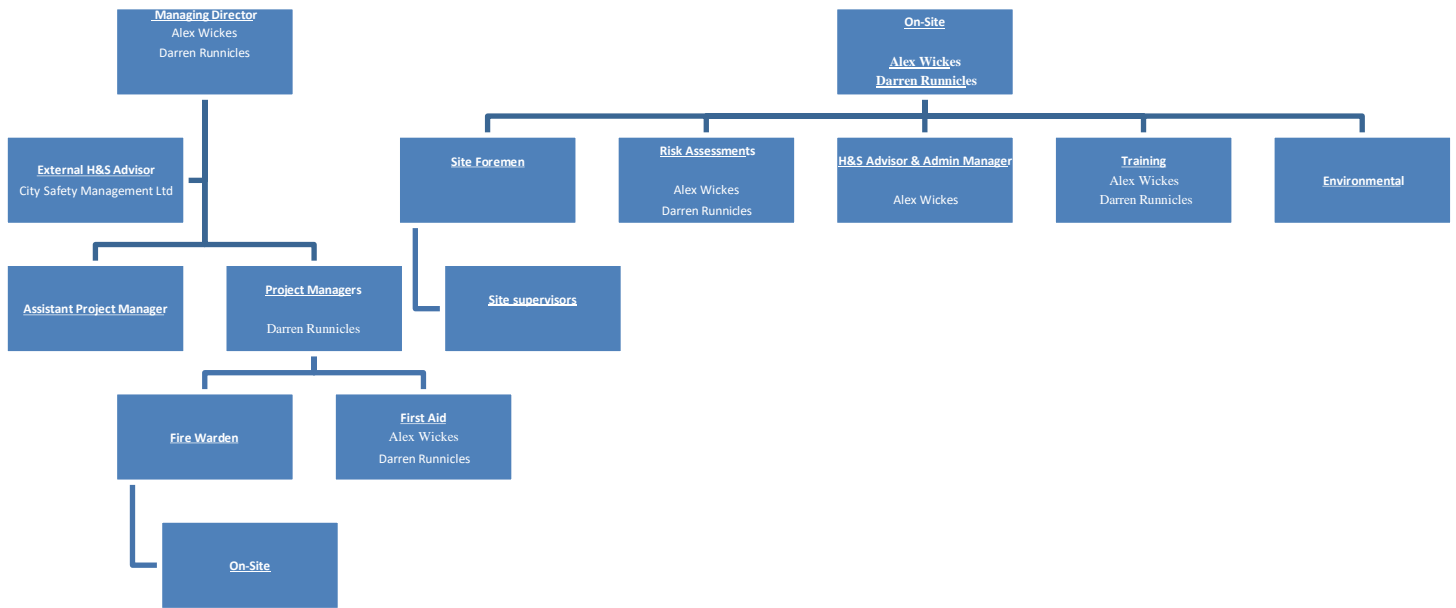 Managing Director
Alex Wickes
Darren Runnicles
External H&S Advisor
City Safety Management Ltd
Assistant Project Manager
Project Managers
Darren Runnicles
Fire Warden
First Aid
Alex Wickes
Darren Runnicles
On-Site
On-Site
Alex Wickes
Darren Runnicles
Site Foremen
Site supervisors
Risk Assessments
Alex Wickes
Darren Runnicles
H&S Advisor & Admin Manager
Alex Wickes
Training
Alex Wickes
Darren Runnicles
Environmental